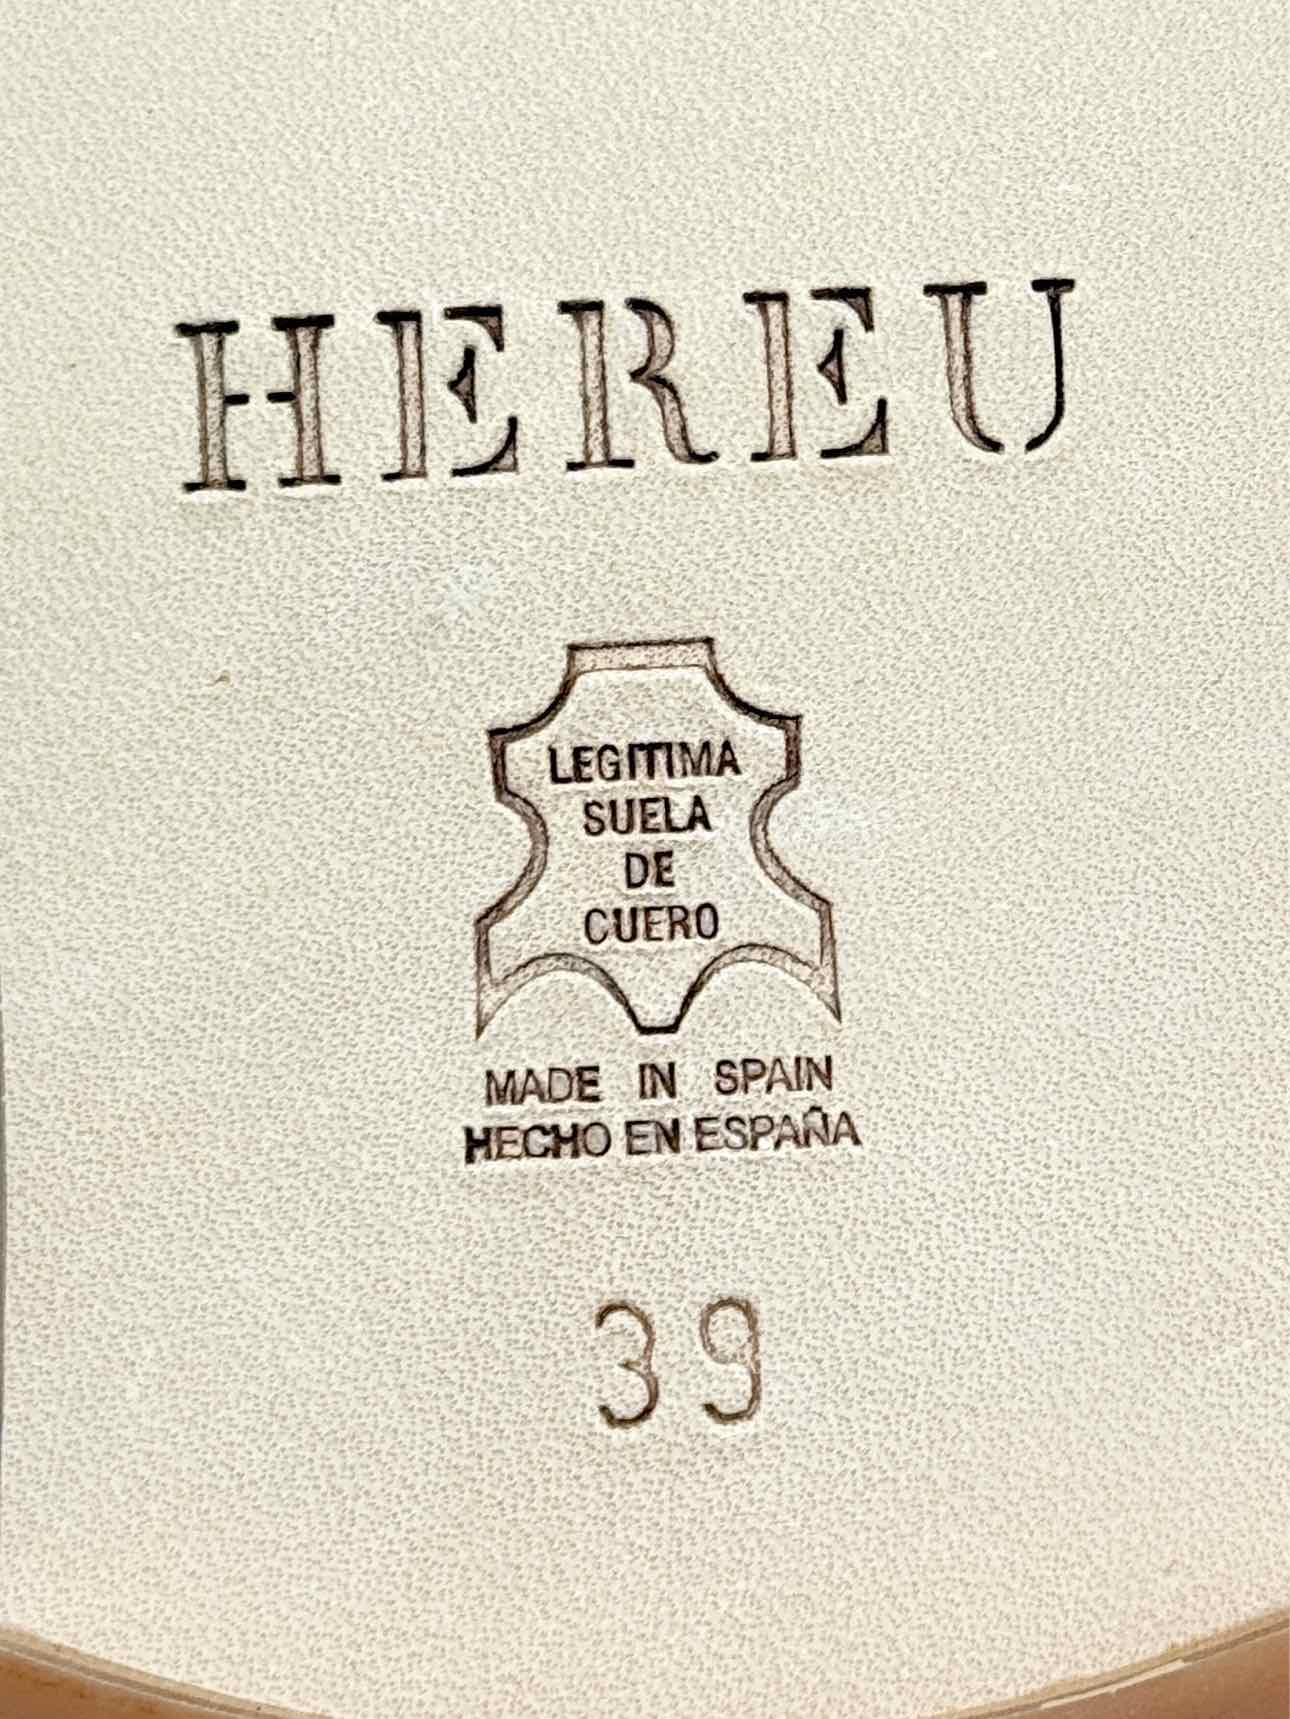 HEREU
LEGITIMA
SUELA
DE
CUERO
MADE IN SPAIN
HECHO EN ESPAÑA
39